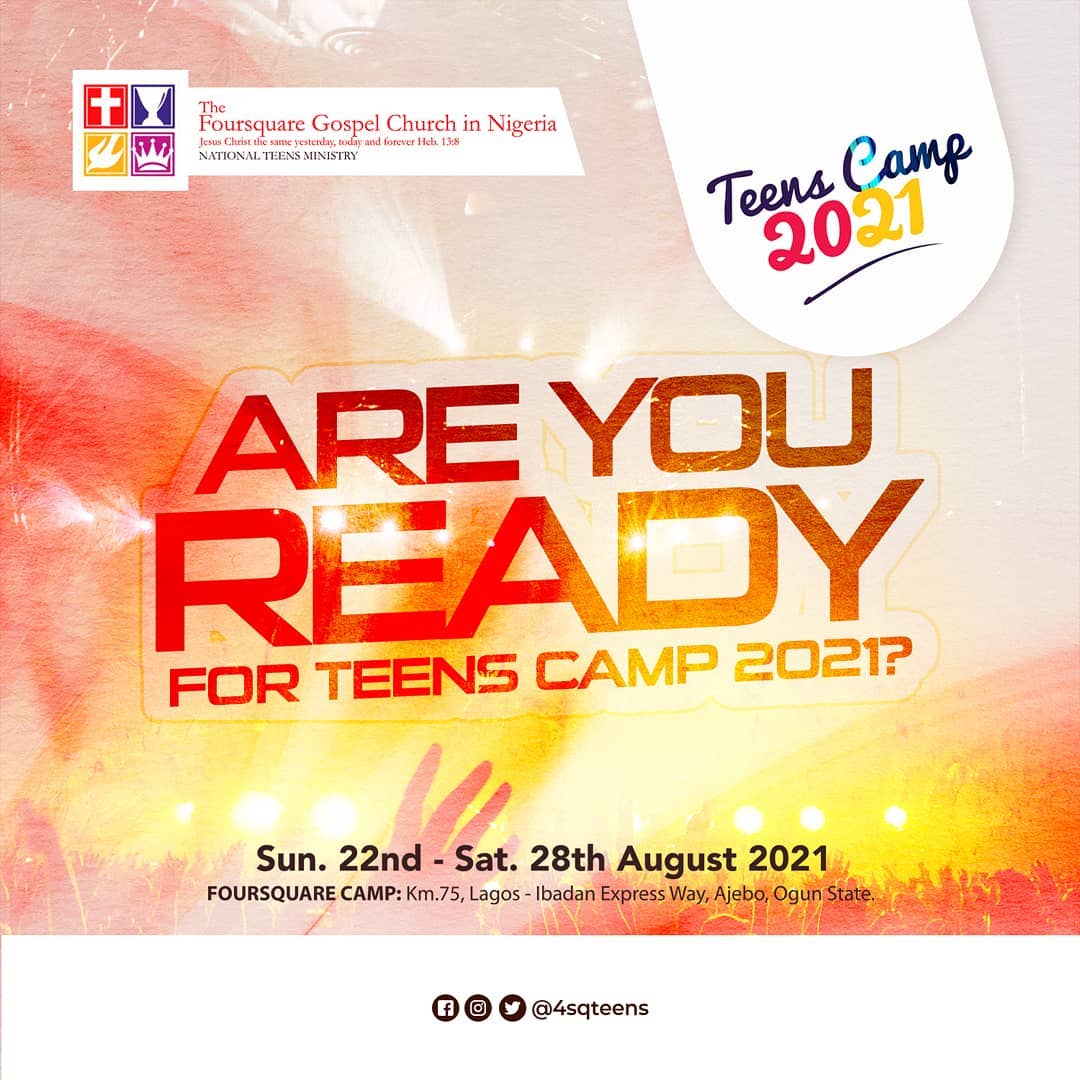 The
Foursquare Gospel Church in Nigeria
Jesus Christ the same yesterday, today and forever Heb. 13:8
NATIONAL TEENS MINISTRY
Teens Camp
2021
ARE YOU
READY
FOR TEENS CAMP 2021?
Sun. 22nd - Sat. 28th August 2021
FOURSQUARE CAMP: Km.75, Lagos - Ibadan Express Way, Ajebo, Ogun State.
@4sqteens